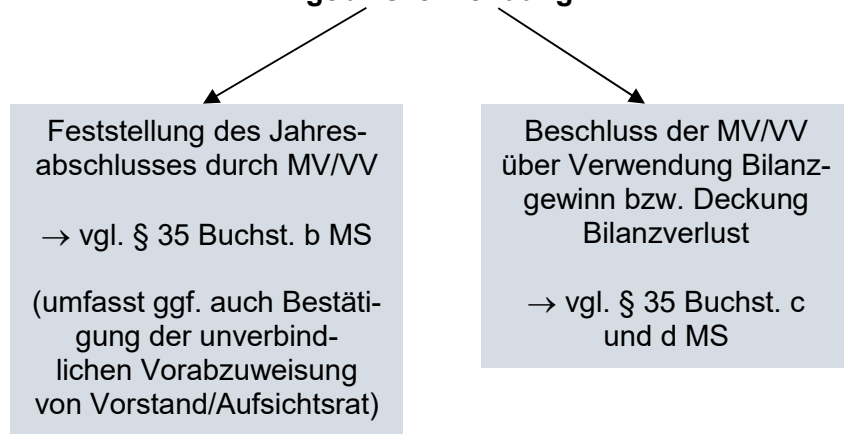 Feststellung des Jahres-
abschlusses durch MV/VV
→ vgl. § 35 Buchst. b MS
(umfasst ggf. auch Bestäti-
gung der unverbind-
lichen Vorabzuweisung
von Vorstand/Aufsichtsrat)
Beschluss der MV/VV
über Verwendung Bilanz-
gewinn bzw. Deckung
Bilanzverlust
→ vgl. § 35 Buchst. c
und d MS